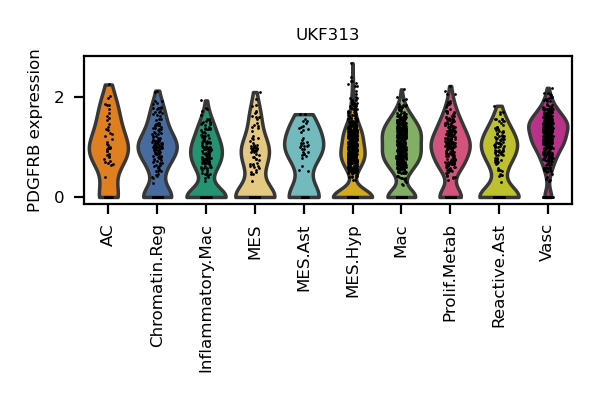 UKF313
PDGFRB expression
2
0
AC
Chromatin.Reg
Inflammatory.Mac
MES
MES.Ast
MES.Hyp
Mac
Prolif.Metab
Reactive.Ast
Vasc